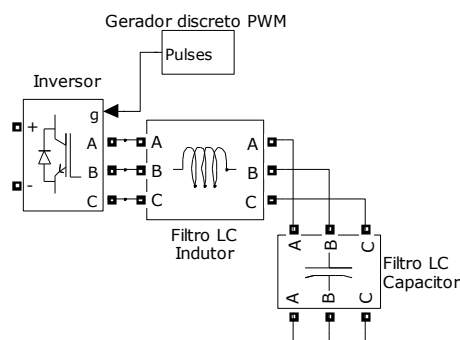 Gerador discreto PWM
Pulses
Inversor
g
+
A
B
C
-
A
B
C
A
B
C
Filtro LC
Indutor
A
B
C
A
B
C
Filtro LC
Capacitor